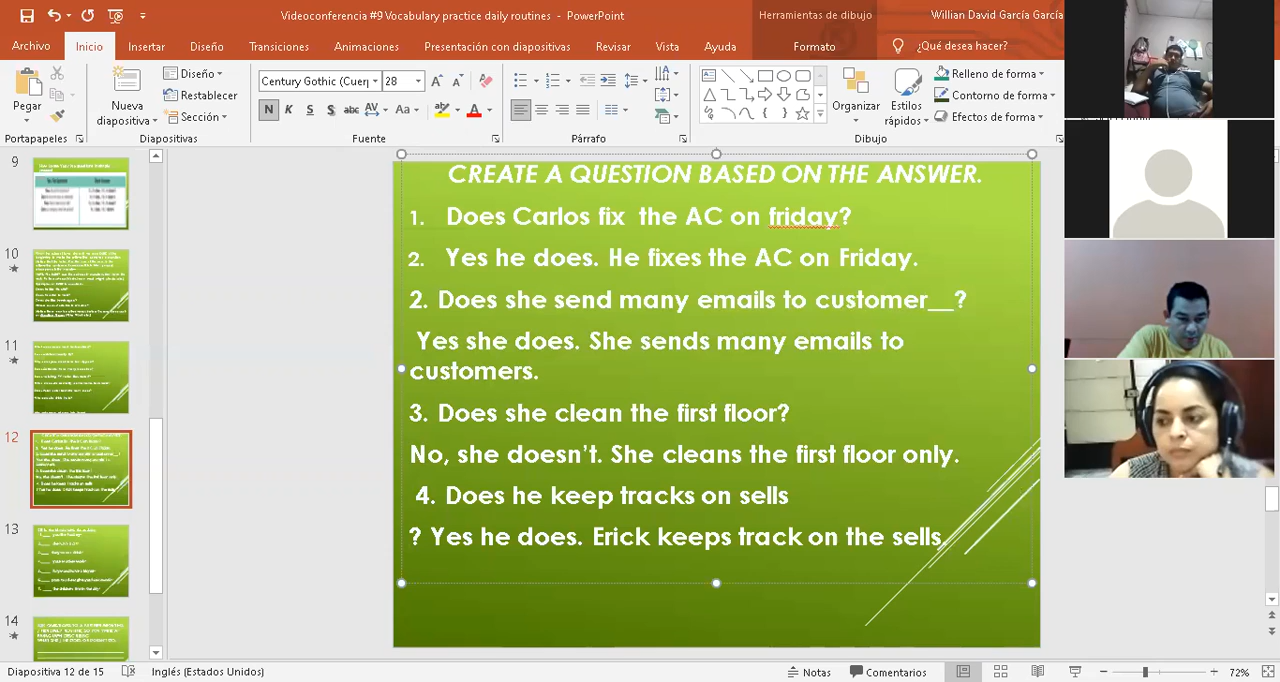 Videoconferencia #9 Vocabulary practice daily routines - PowerPoint
Herramientas de dibujo
Willian David García García
Archivo
Inicio
Insertar
Diseño
Transiciones
Animaciones
Presentación con diapositivas
Revisar
Vista
Ayuda
Formato
¿Qué desea hacer?
Pegar
Nueva diapositiva
Diseño
Restablecer
Sección
Century Gothic (Cuerp
28
N K S S abc AV Aa A
Organizar
Estilos rápidos
Relleno de forma
Contorno de forma
Efectos de forma
Portapapeles
Diapositivas
Fuente
Párrafo
Dibujo
9
10
11
12
13
14
CREATE A QUESTION BASED ON THE ANSWER.
1. Does Carlos fix the AC on friday?
2. Yes he does. He fixes the AC on Friday.
2. Does she send many emails to customer__?
Yes she does. She sends many emails to
customers.
3. Does she clean the first floor?
No, she doesn't. She cleans the first floor only.
4. Does he keep tracks on sells
? Yes he does. Erick keeps track on the sells.
Diapositiva 12 de 15
Inglés (Estados Unidos)
Notas
Comentarios
72%